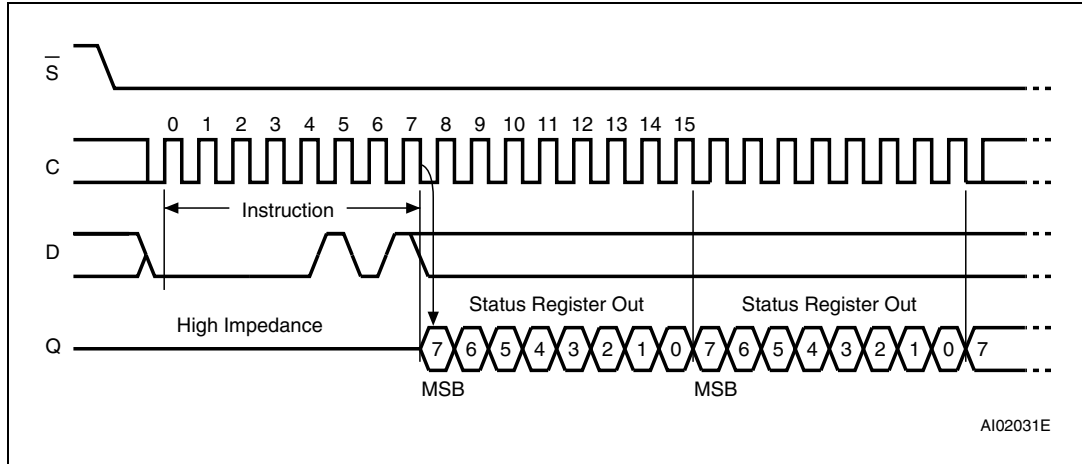 S̅
0 1 2 3 4 5 6 7 8 9 10 11 12 13 14 15
C
Instruction
D
High Impedance
Status Register Out
Status Register Out
Q
7 6 5 4 3 2 1 0 7 6 5 4 3 2 1 0 7
MSB
MSB
AI02031E